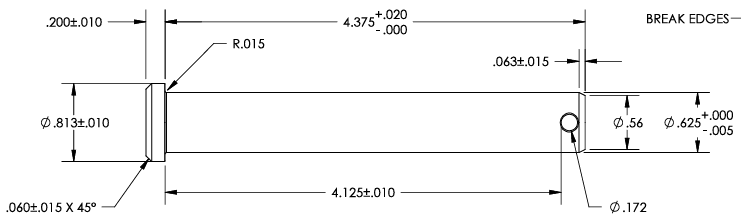 .200±.010
4.375+.020
-.000
BREAK EDGES
R.015
.063±.015
Ø.813±.010
Ø.56
Ø.625+.000
-.005
.060±.015 X 45°
4.125±.010
Ø.172